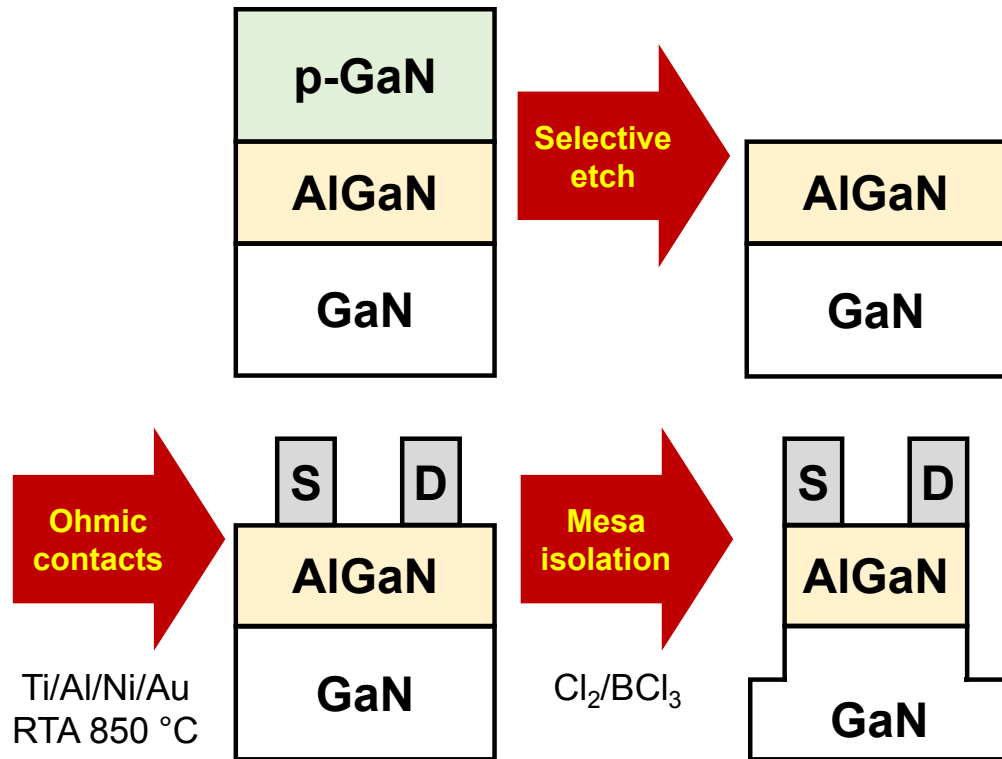 p-GaN
AlGaN
GaN
Selective
etch
AlGaN
GaN
Ohmic
contacts
Ti/Al/Ni/Au
RTA 850 °C
S D
AlGaN
GaN
Mesa
isolation
Cl₂/BCl₃
S D
AlGaN
GaN